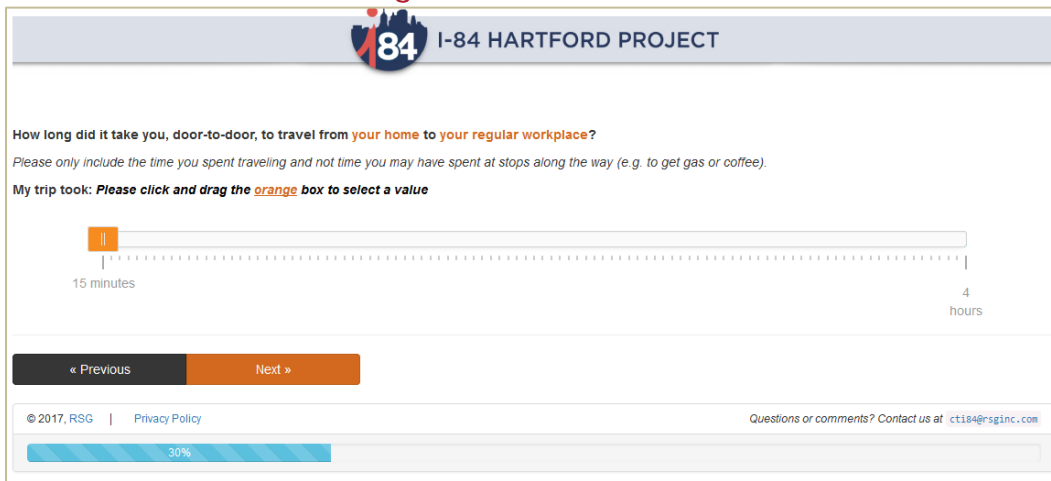 i84 I-84 HARTFORD PROJECT
How long did it take you, door-to-door, to travel from your home to your regular workplace?
Please only include the time you spent traveling and not time you may have spent at stops along the way (e.g. to get gas or coffee).
My trip took: Please click and drag the orange box to select a value
15 minutes
4
hours
« Previous Next »
© 2017, RSG | Privacy Policy Questions or comments? Contact us at cti84@rsginc.com
30%